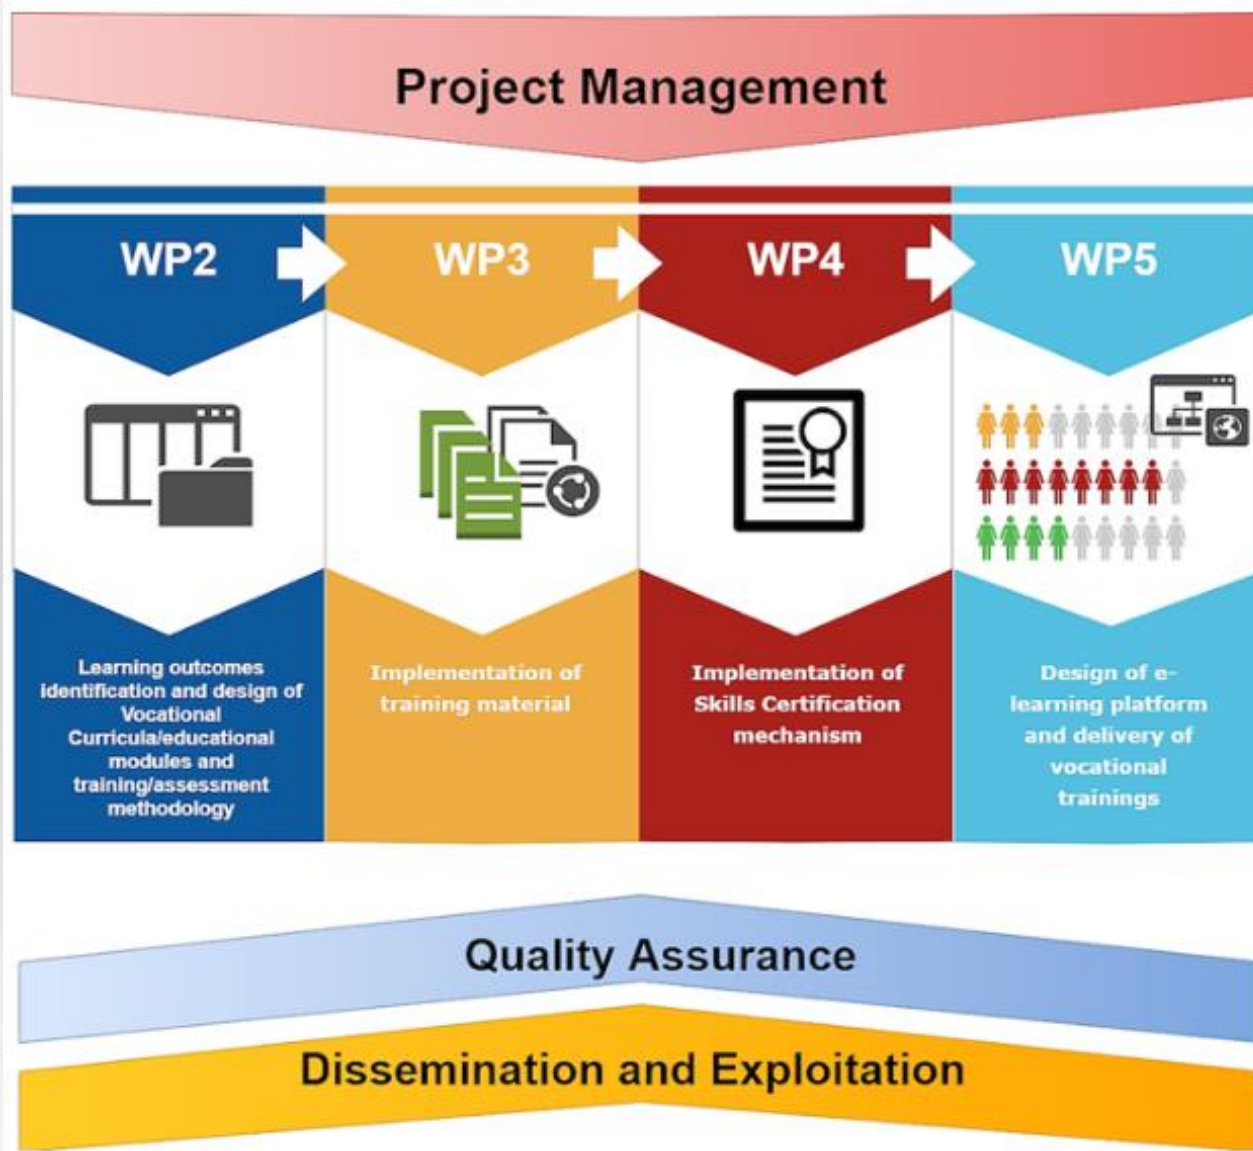 Project Management
WP2
WP3
WP4
WP5
Learning outcomes
identification and design of
Vocational
Curricula/educational
modules and
training/assessment
methodology
Implementation of
training material
Implementation of
Skills Certification
mechanism
Design of e-
learning platform
and delivery of
vocational
trainings
Quality Assurance
Dissemination and Exploitation